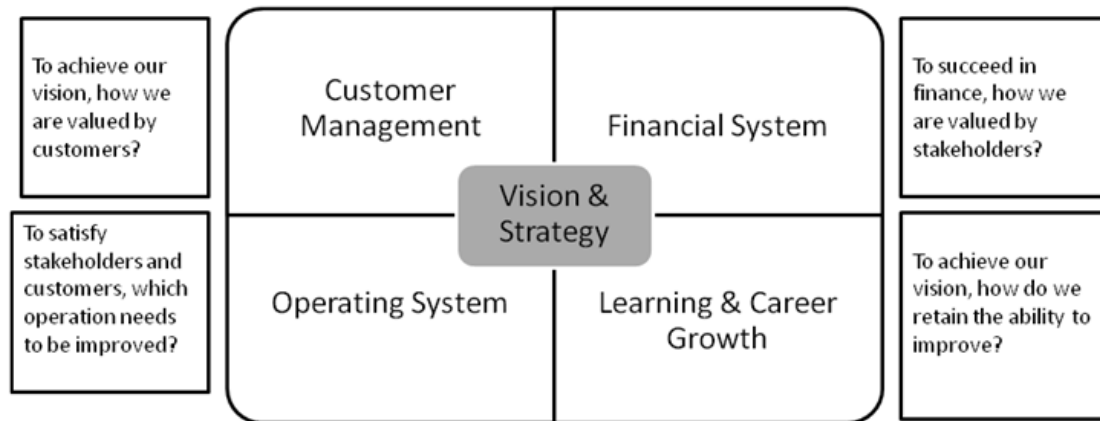 To achieve our
vision, how we
are valued by
customers?
Customer
Management
Financial System
To succeed in
finance, how we
are valued by
stakeholders?
Vision &
Strategy
To satisfy
stakeholders and
customers, which
operation needs
to be improved?
Operating System
Learning & Career
Growth
To achieve our
vision, how do we
retain the ability to
improve?